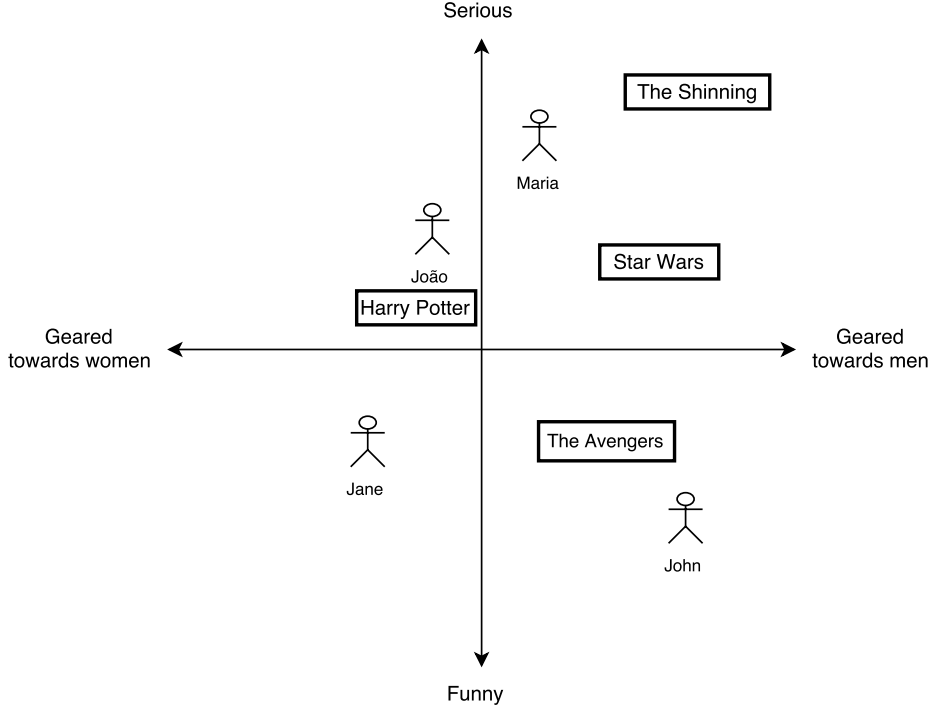 Serious
The Shinning
Maria
João
Star Wars
Harry Potter
Geared
towards women
Geared
towards men
The Avengers
Jane
John
Funny